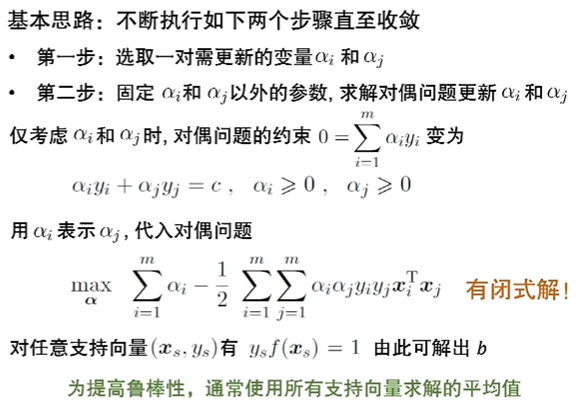 基本思路：不断执行如下两个步骤直至收敛
• 第一步：选取一对需更新的变量 $\alpha_i$ 和 $\alpha_j$
• 第二步：固定 $\alpha_i$和 $\alpha_j$以外的参数, 求解对偶问题更新 $\alpha_i$ 和 $\alpha_j$
仅考虑 $\alpha_i$和 $\alpha_j$时, 对偶问题的约束 $0=\sum_{i=1}^{m}\alpha_i y_i$ 变为
$\alpha_i y_i + \alpha_j y_j = c\ ,\ \ \alpha_i \geqslant 0\ ,\ \ \alpha_j \geqslant 0$
用 $\alpha_i$ 表示 $\alpha_j$, 代入对偶问题
$\max_{\boldsymbol{\alpha}}\ \ \sum_{i=1}^{m}\alpha_i - \frac{1}{2}\ \sum_{i=1}^{m}\sum_{j=1}^{m}\alpha_i\alpha_j y_i y_j \boldsymbol{x}_i^{\mathrm{T}}\boldsymbol{x}_j$ 有闭式解！
对任意支持向量$(\boldsymbol{x}_s, y_s)$有 $y_s f(\boldsymbol{x}_s)=1$ 由此可解出 b
为提高鲁棒性，通常使用所有支持向量求解的平均值